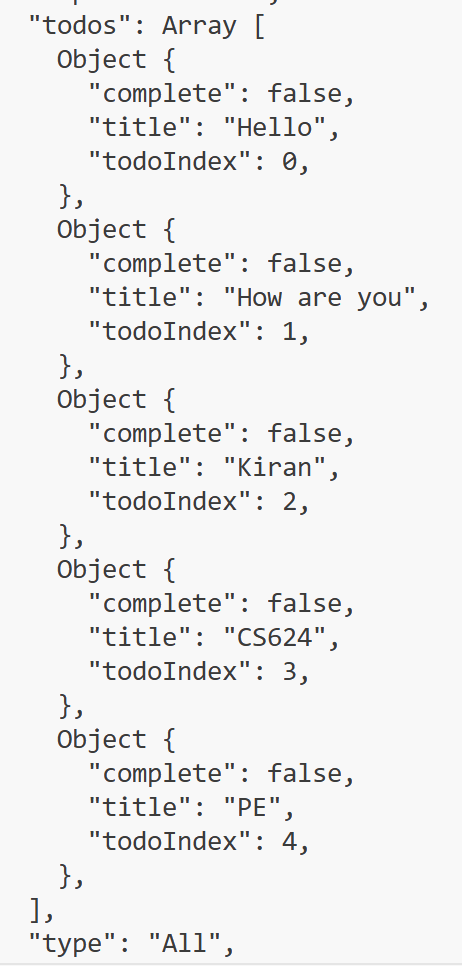 "todos": Array [
Object {
"complete": false,
"title": "Hello",
"todoIndex": 0,
},
Object {
"complete": false,
"title": "How are you",
"todoIndex": 1,
},
Object {
"complete": false,
"title": "Kiran",
"todoIndex": 2,
},
Object {
"complete": false,
"title": "CS624",
"todoIndex": 3,
},
Object {
"complete": false,
"title": "PE",
"todoIndex": 4,
},
],
"type": "All",